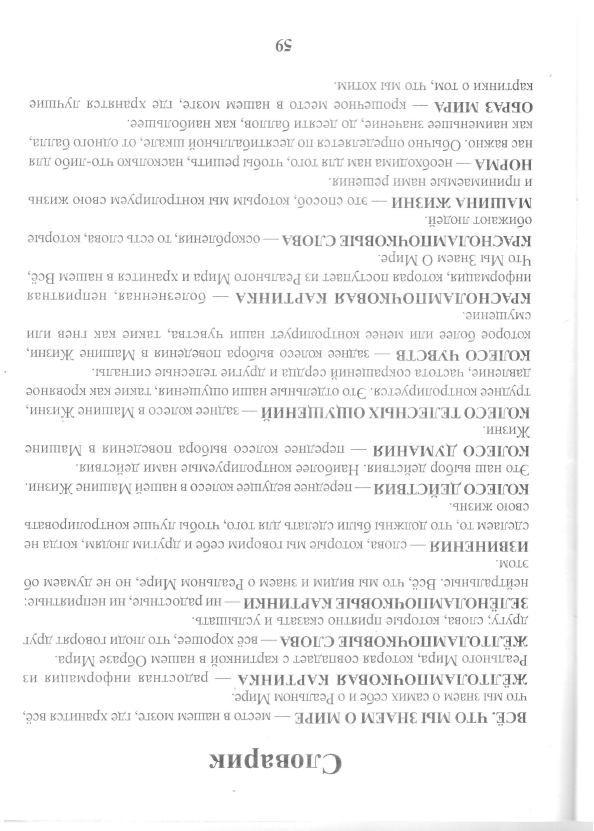 Словарик
ВСЁ. ЧТО МЫ ЗНАЕМ О МИРЕ — место в нашем мозге, где хранится всё,
что мы знаем о самих себе и о Реальном Мире.
ЖЁЛТОЛАМПОЧКОВАЯ КАРТИНКА — радостная информация из
Реального Мира, которая совпадает с картинкой в нашем Образе Мира.
ЖЁЛТОЛАМПОЧКОВЫЕ СЛОВА — всё хорошее, что люди говорят друг
другу; слова, которые приятно сказать и услышать.
ЗЕЛЁНОЛАМПОЧКОВЫЕ КАРТИНКИ — ни радостные, ни неприятные:
нейтральные. Всё, что мы видим и знаем о Реальном Мире, но не думаем об
этом.
ИЗВИНЕНИЯ — слова, которые мы говорим себе и другим людям, когда не
сделаем то, что должны были сделать для того, чтобы лучше контролировать
свою жизнь.
КОЛЕСО ДЕЙСТВИЯ — переднее ведущее колесо в нашей Машине Жизни.
Это наш выбор действия. Наиболее контролируемые нами действия.
КОЛЕСО ДУМАНИЯ — переднее колесо выбора поведения в Машине
Жизни.
КОЛЕСО ТЕЛЕСНЫХ ОЩУЩЕНИЙ — заднее колесо в Машине Жизни,
труднее контролируется. Это отдельные наши ощущения, такие как кровяное
давление, частота сокращений сердца и другие телесные сигналы.
КОЛЕСО ЧУВСТВ — заднее колесо выбора поведения в Машине Жизни,
которое более или менее контролирует наши чувства, такие как гнев или
смущение.
КРАСНОЛАМПОЧКОВАЯ КАРТИНКА — болезненная, неприятная
информация, которая поступает из Реального Мира и хранится в нашем Всё,
Что Мы Знаем О Мире.
КРАСНОЛАМПОЧКОВЫЕ СЛОВА — оскорбления, то есть слова, которые
обижают людей.
МАШИНА ЖИЗНИ — это способ, которым мы контролируем свою жизнь
и принимаемые нами решения.
НОРМА — необходима нам для того, чтобы решить, насколько что-либо для
нас важно. Обычно определяется по десятибалльной шкале, от одного балла,
как наименьшее значение, до десяти баллов, как наибольшее.
ОБРАЗ МИРА — крошечное место в нашем мозге, где хранятся лучшие
картинки о том, что мы хотим.
59